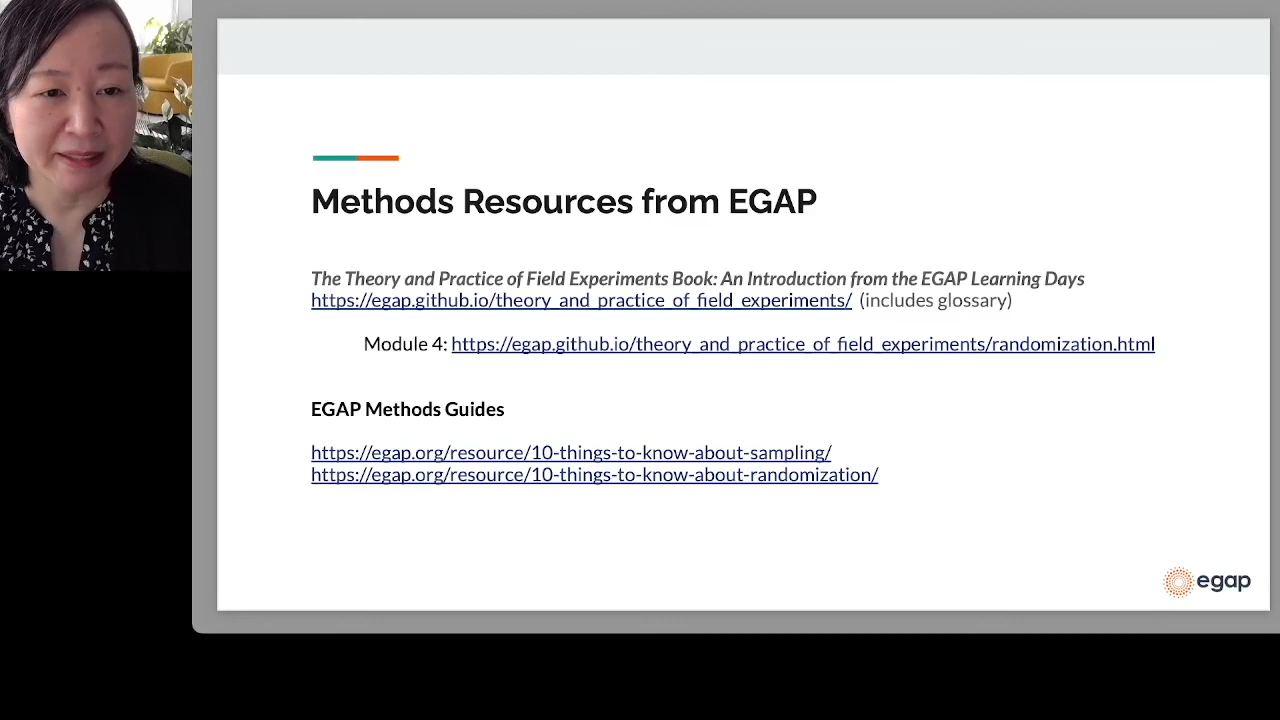 Methods Resources from EGAP
The Theory and Practice of Field Experiments Book: An Introduction from the EGAP Learning Days
https://egap.github.io/theory_and_practice_of_field_experiments/ (includes glossary)
Module 4: https://egap.github.io/theory_and_practice_of_field_experiments/randomization.html
EGAP Methods Guides
https://egap.org/resource/10-things-to-know-about-sampling/
https://egap.org/resource/10-things-to-know-about-randomization/
egap